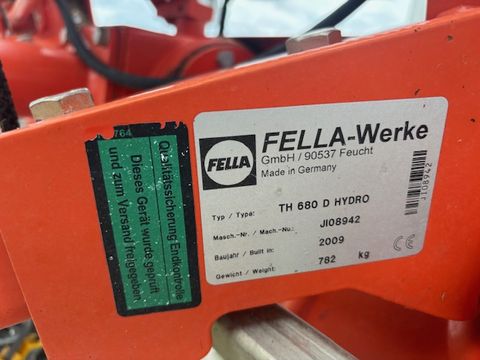 764
Qualitätssicherung Endkontrolle
Dieses Gerät wurde geprüft
und zum Versand freigegeben
FELLA
FELLA-Werke
GmbH / 90537 Feucht
Made in Germany
JI08942
Typ / Type: TH 680 D HYDRO
Masch.-Nr. / Mach.-Nu.: JI08942
Baujahr / Built in: 2009
Gewicht / Weight: 782 kg
CE